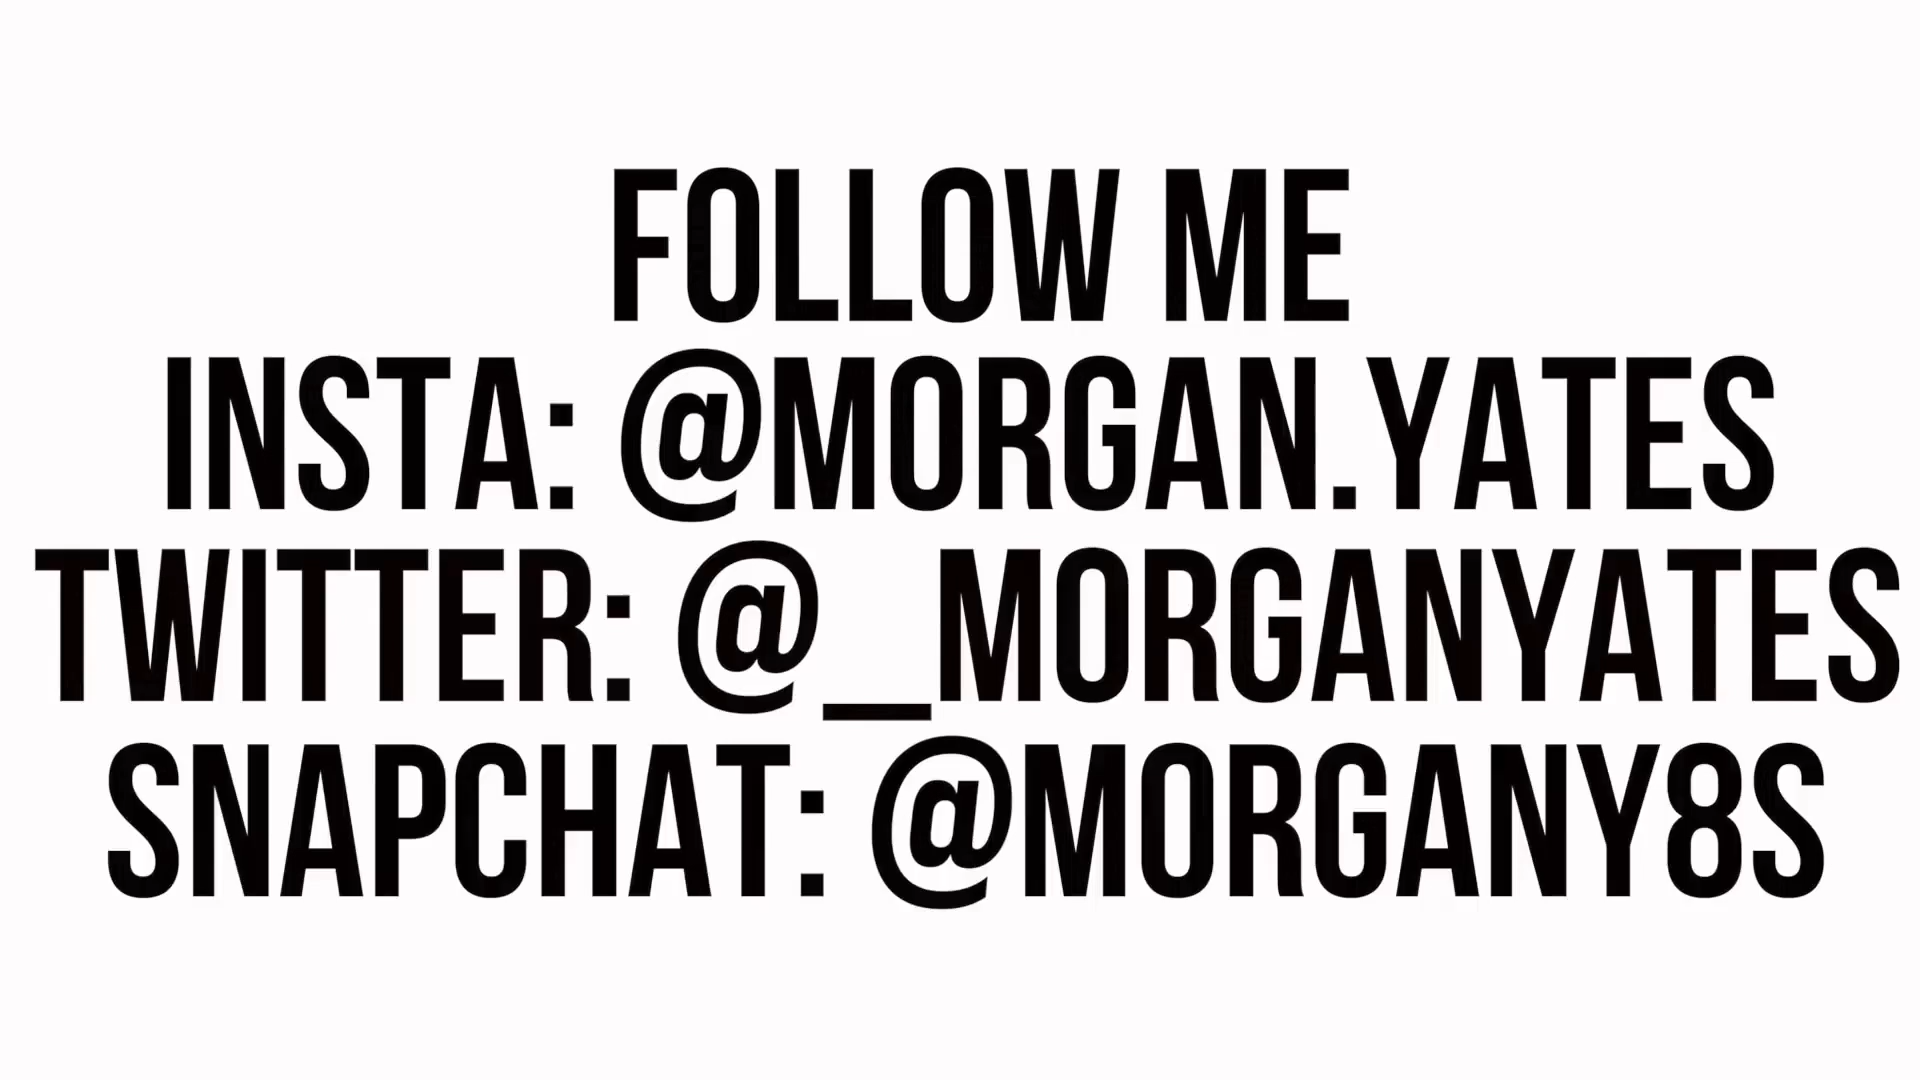 FOLLOW ME
INSTA: @MORGAN.YATES
TWITTER: @_MORGANYATES
SNAPCHAT: @MORGANY8S